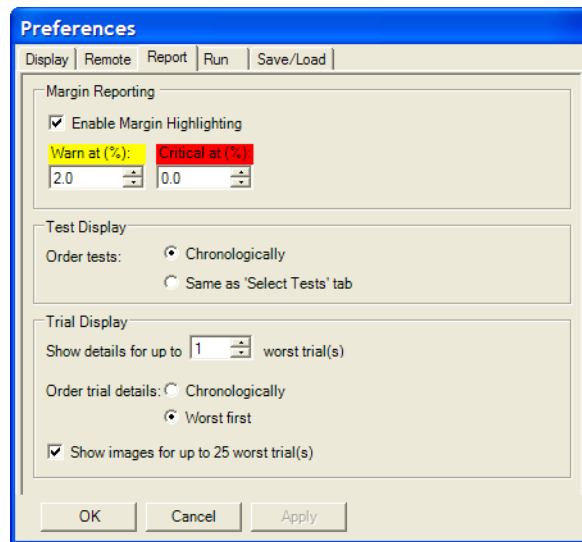 Preferences
Display Remote Report Run Save/Load
Margin Reporting
Enable Margin Highlighting
Warn at (%): Critical at (%):
2.0 0.0
Test Display
Order tests: Chronologically
Same as 'Select Tests' tab
Trial Display
Show details for up to 1 worst trial(s)
Order trial details: Chronologically
Worst first
Show images for up to 25 worst trial(s)
OK Cancel Apply